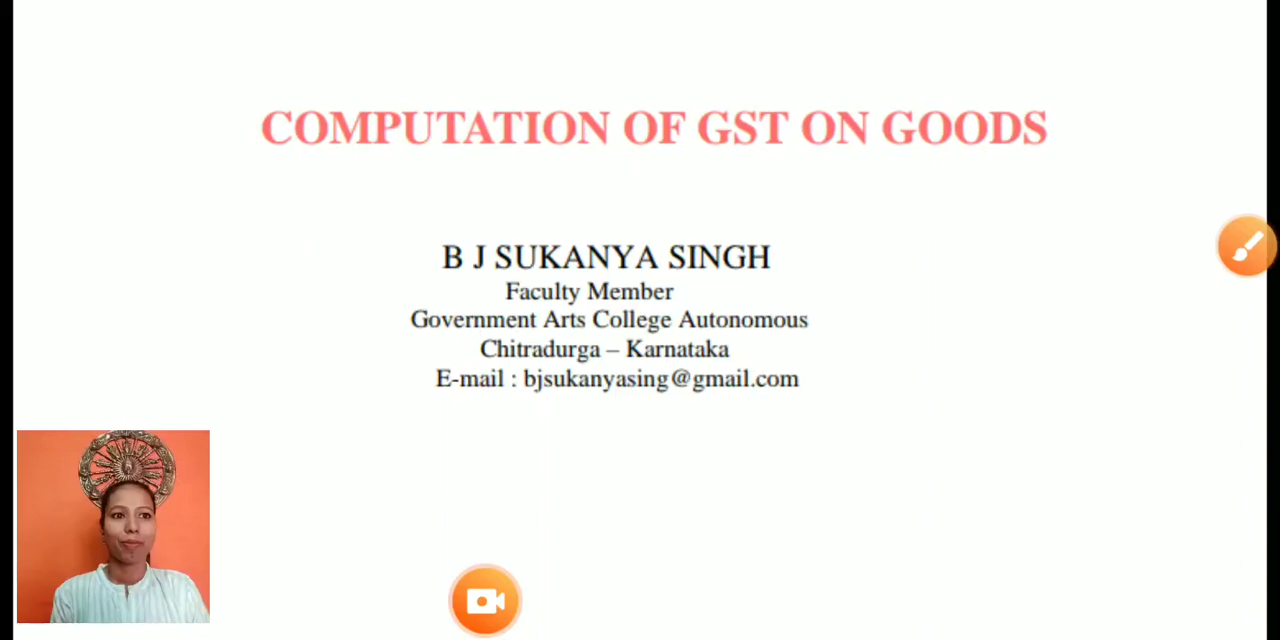 COMPUTATION OF GST ON GOODS
B J SUKANYA SINGH
Faculty Member
Government Arts College Autonomous
Chitradurga – Karnataka
E-mail : bjsukanyasing@gmail.com